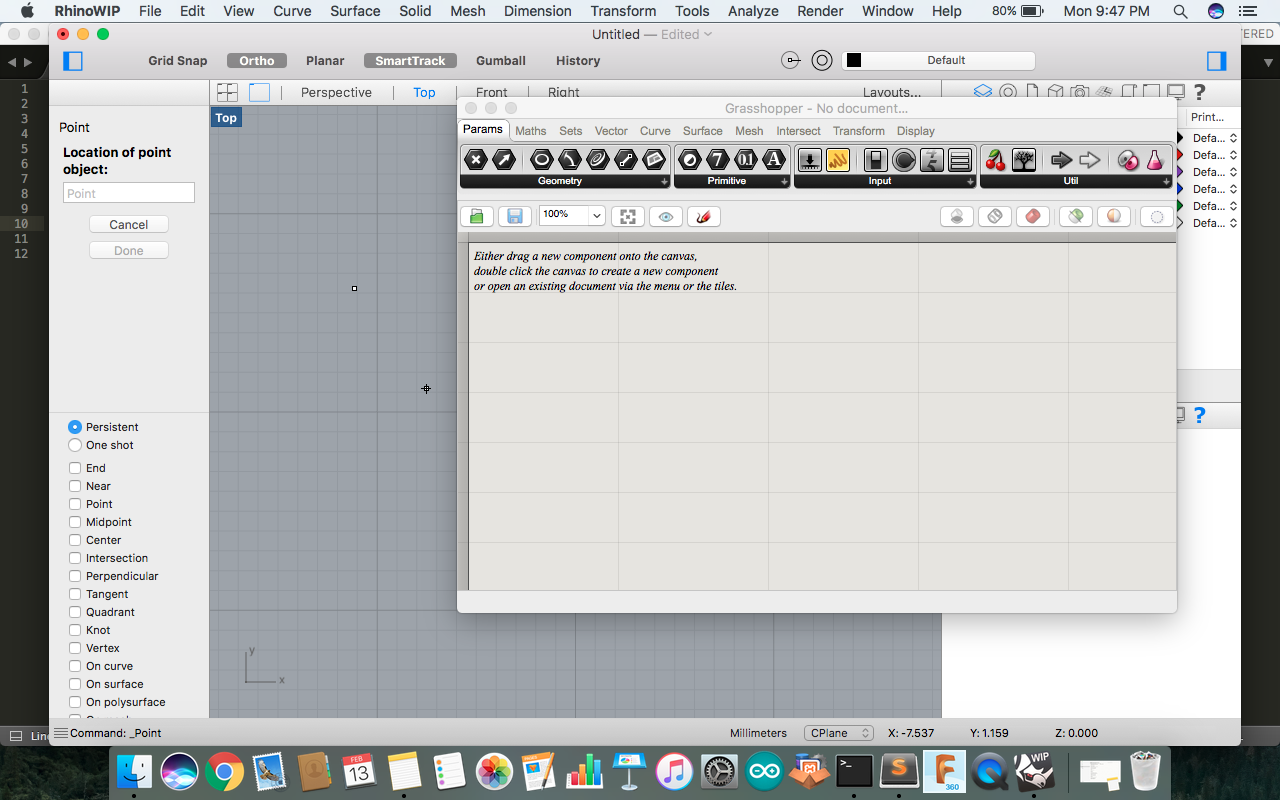 RhinoWIP File Edit View Curve Surface Solid Mesh Dimension Transform Tools Analyze Render Window Help 80% Mon 9:47 PM
Untitled — Edited
Grid Snap Ortho Planar SmartTrack Gumball History Default
Perspective Top Front Right Layouts...
Top
Point
Location of point
object:
Point
Cancel
Done
Persistent
One shot
End
Near
Point
Midpoint
Center
Intersection
Perpendicular
Tangent
Quadrant
Knot
Vertex
On curve
On surface
On polysurface
Grasshopper - No document...
Params Maths Sets Vector Curve Surface Mesh Intersect Transform Display
7 0.1 A
Geometry Primitive Input Util
100%
Either drag a new component onto the canvas,
double click the canvas to create a new component
or open an existing document via the menu or the tiles.
Print...
Defa...
Defa...
Defa...
Defa...
Defa...
Defa...
?
?
ERED
1
2
3
4
5
6
7
8
9
10
11
12
y
x
Line
Command: _Point Millimeters CPlane X: -7.537 Y: 1.159 Z: 0.000
FEB
13
S
F
360
WIP